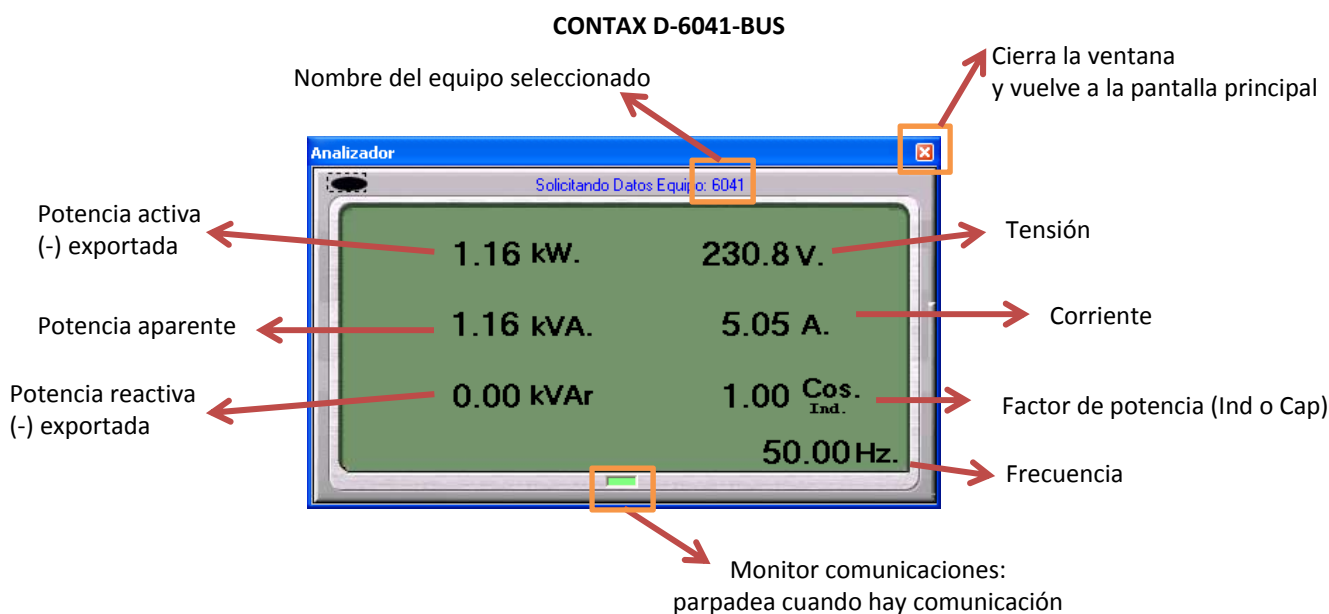 CONTAX D-6041-BUS
Cierra la ventana
y vuelve a la pantalla principal
Nombre del equipo seleccionado
Analizador
Solicitando Datos Equipo: 6041
Potencia activa
(-) exportada
1.16 kW.
230.8 V.
Tensión
Potencia aparente
1.16 kVA.
5.05 A.
Corriente
Potencia reactiva
(-) exportada
0.00 kVAr
1.00 Cos.
Ind.
Factor de potencia (Ind o Cap)
50.00 Hz.
Frecuencia
Monitor comunicaciones:
parpadea cuando hay comunicación